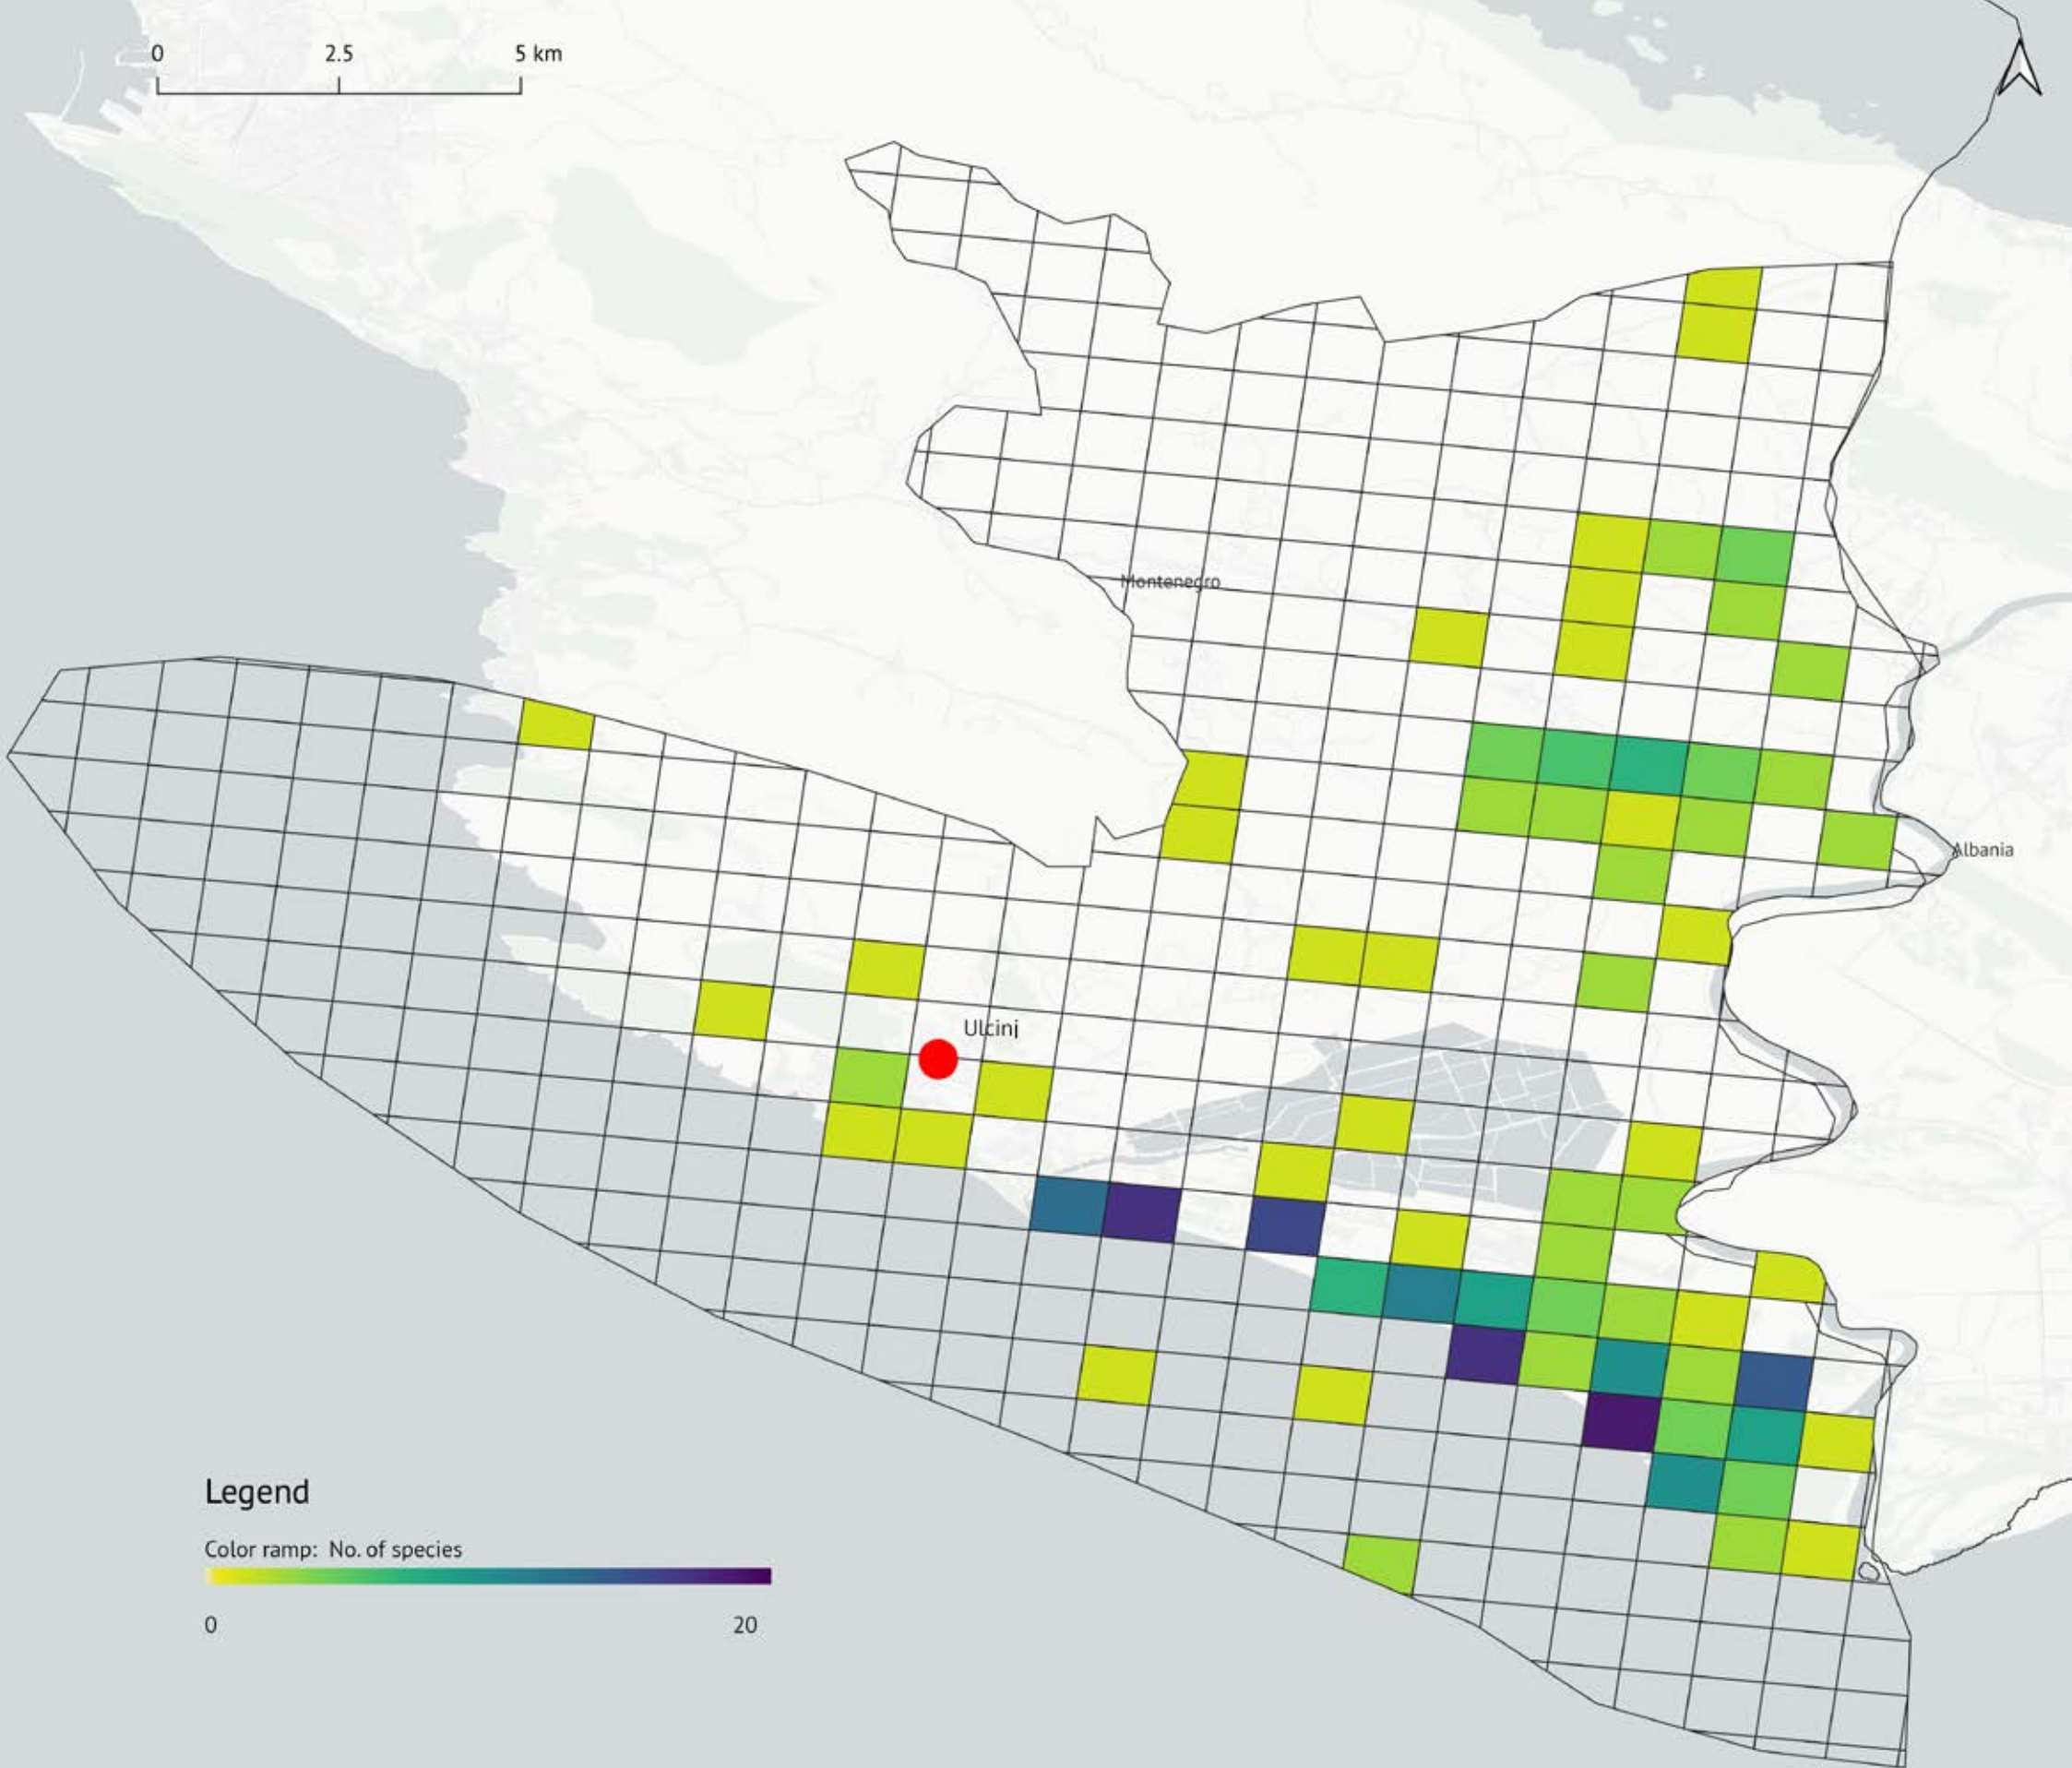 0 2.5 5 km
Montenegro
Albania
Ulcinj
Legend
Color ramp: No. of species
0 20